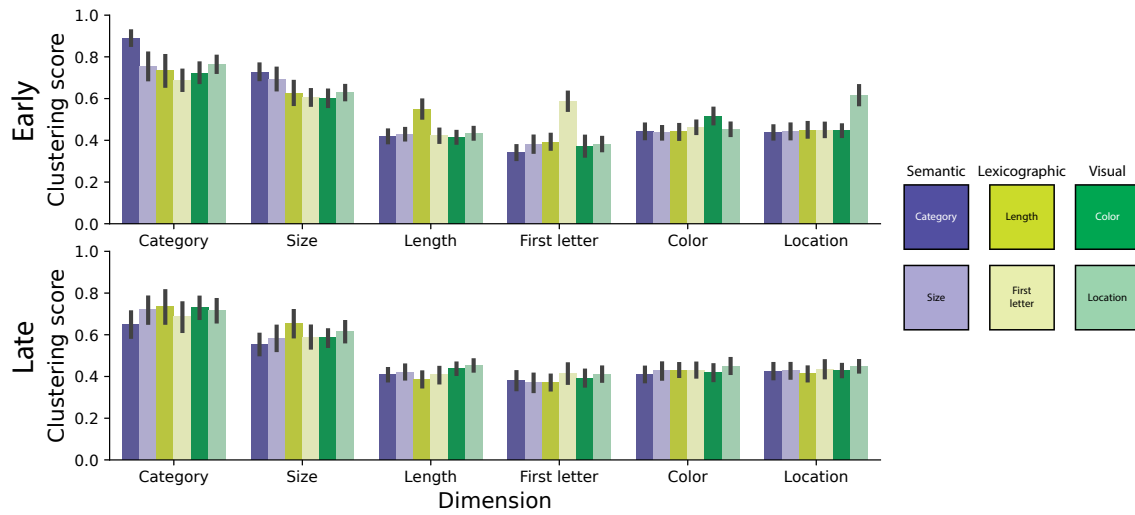 Early
Clustering score
1.0
0.8
0.6
0.4
0.2
0.0
Category Size Length First letter Color Location
Late
Clustering score
1.0
0.8
0.6
0.4
0.2
0.0
Category Size Length First letter Color Location
Dimension
Semantic Lexicographic Visual
Category Length Color
Size First letter Location